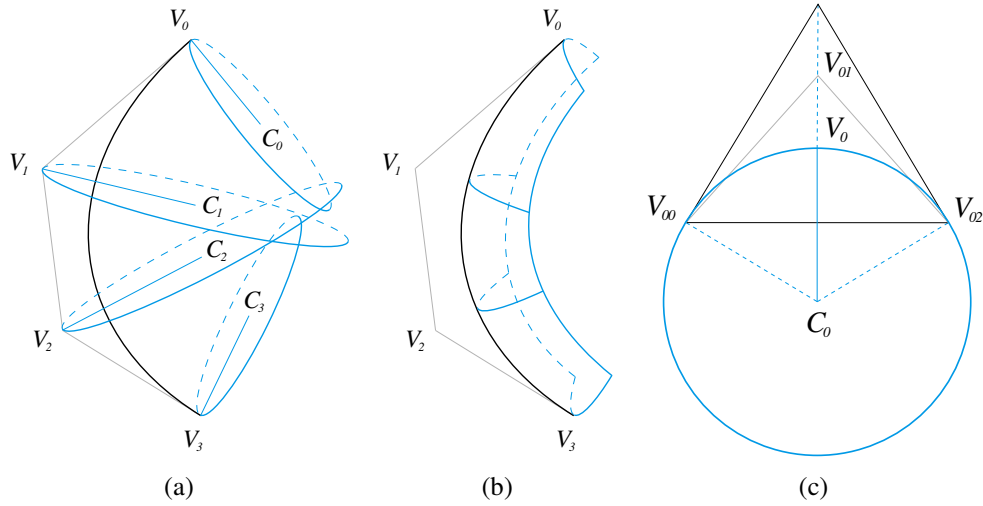 V₀
C₀
V₁
C₁
C₂
C₃
V₂
V₃
(a)
V₀
V₁
V₂
V₃
(b)
V₀₁
V₀
V₀₀
V₀₂
C₀
(c)